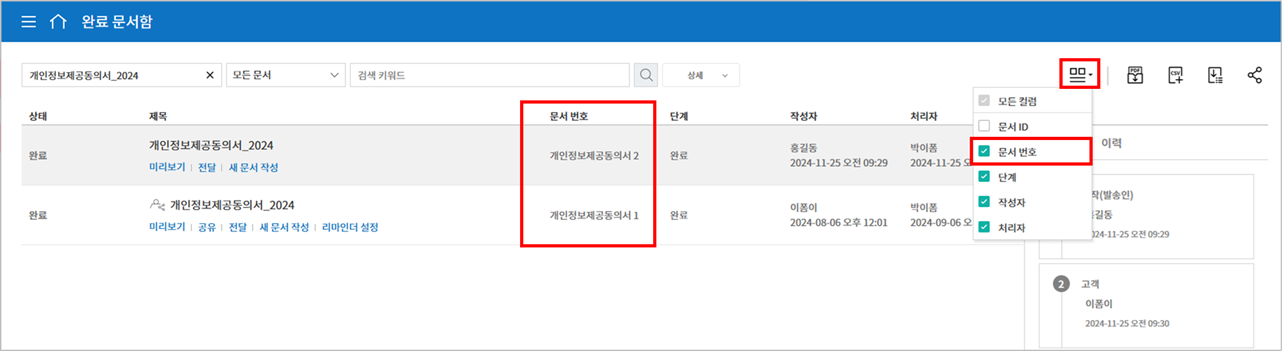 완료 문서함
개인정보제공동의서_2024 모든 문서 검색 키워드 상세
PDF CSV
상태 제목 문서 번호 단계 작성자 처리자
완료 개인정보제공동의서_2024 개인정보제공동의서 2 완료 홍길동 박이폼
2024-11-25 오전 09:29 2024-11-25 오
미리보기 전달 새 문서 작성
완료 개인정보제공동의서_2024 개인정보제공동의서 1 완료 이폼이 박이폼
2024-08-06 오후 12:01 2024-09-06 오
미리보기 공유 전달 새 문서 작성 리마인더 설정
모든 컬럼
문서 ID
문서 번호
단계
작성자
처리자
이력
작(발송인)
홍길동
2024-11-25 오전 09:29
2 고객
이폼이
2024-11-25 오전 09:30